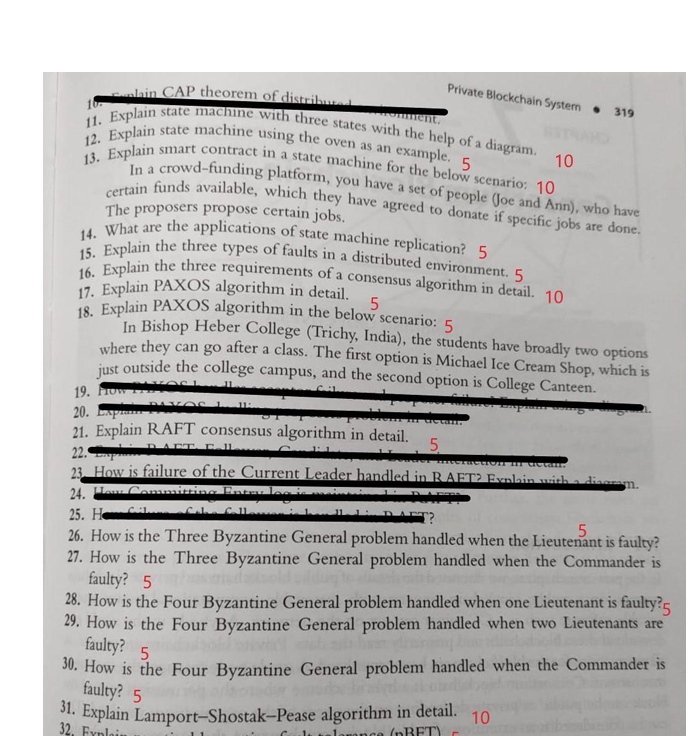 Private Blockchain System • 319
10. Explain CAP theorem of distributed environment.
11. Explain state machine with three states with the help of a diagram. 10
12. Explain state machine using the oven as an example. 5
13. Explain smart contract in a state machine for the below scenario: 10
In a crowd-funding platform, you have a set of people (Joe and Ann), who have
certain funds available, which they have agreed to donate if specific jobs are done.
The proposers propose certain jobs.
14. What are the applications of state machine replication? 5
15. Explain the three types of faults in a distributed environment. 5
16. Explain the three requirements of a consensus algorithm in detail. 10
17. Explain PAXOS algorithm in detail. 5
18. Explain PAXOS algorithm in the below scenario: 5
In Bishop Heber College (Trichy, India), the students have broadly two options
where they can go after a class. The first option is Michael Ice Cream Shop, which is
just outside the college campus, and the second option is College Canteen.
19.
20.
21. Explain RAFT consensus algorithm in detail. 5
22.
23. How is failure of the Current Leader handled in RAFT? Explain with a diagram.
24.
25.
26. How is the Three Byzantine General problem handled when the Lieutenant is faulty? 5
27. How is the Three Byzantine General problem handled when the Commander is
faulty? 5
28. How is the Four Byzantine General problem handled when one Lieutenant is faulty? 5
29. How is the Four Byzantine General problem handled when two Lieutenants are
faulty? 5
30. How is the Four Byzantine General problem handled when the Commander is
faulty? 5
31. Explain Lamport–Shostak–Pease algorithm in detail. 10
32. Explain